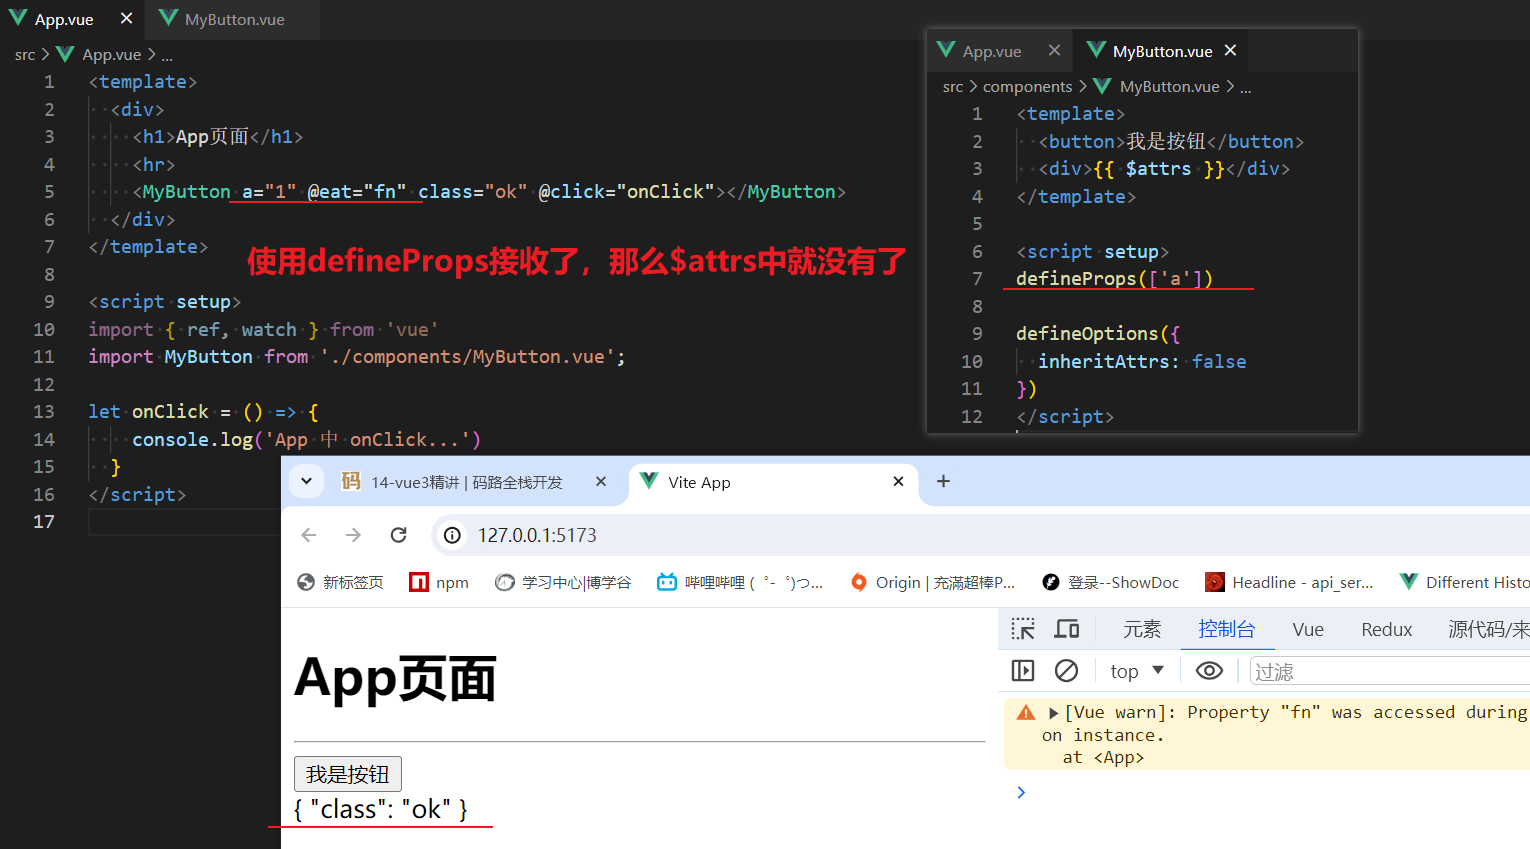 App.vue
MyButton.vue
src > App.vue > ...
1 <template>
2 <div>
3 <h1>App页面</h1>
4 <hr>
5 <MyButton a="1" @eat="fn" class="ok" @click="onClick"></MyButton>
6 </div>
7 </template>
8
9 <script setup>
10 import { ref, watch } from 'vue'
11 import MyButton from './components/MyButton.vue';
12
13 let onClick = () => {
14 console.log('App 中 onClick...')
15 }
16 </script>
17
使用defineProps接收了，那么$attrs中就没有了
App.vue
MyButton.vue
src > components > MyButton.vue > ...
1 <template>
2 <button>我是按钮</button>
3 <div>{{ $attrs }}</div>
4 </template>
5
6 <script setup>
7 defineProps(['a'])
8
9 defineOptions({
10 inheritAttrs: false
11 })
12 </script>
码 14-vue3精讲 | 码路全栈开发
Vite App
127.0.0.1:5173
新标签页
npm
学习中心|博学谷
哔哩哔哩 (゜-゜)つ...
Origin | 充滿超棒P...
登录--ShowDoc
Headline - api_ser...
Different Histo
App页面
我是按钮
{ "class": "ok" }
元素 控制台 Vue Redux 源代码/来
top 过滤
[Vue warn]: Property "fn" was accessed during
on instance.
at <App>